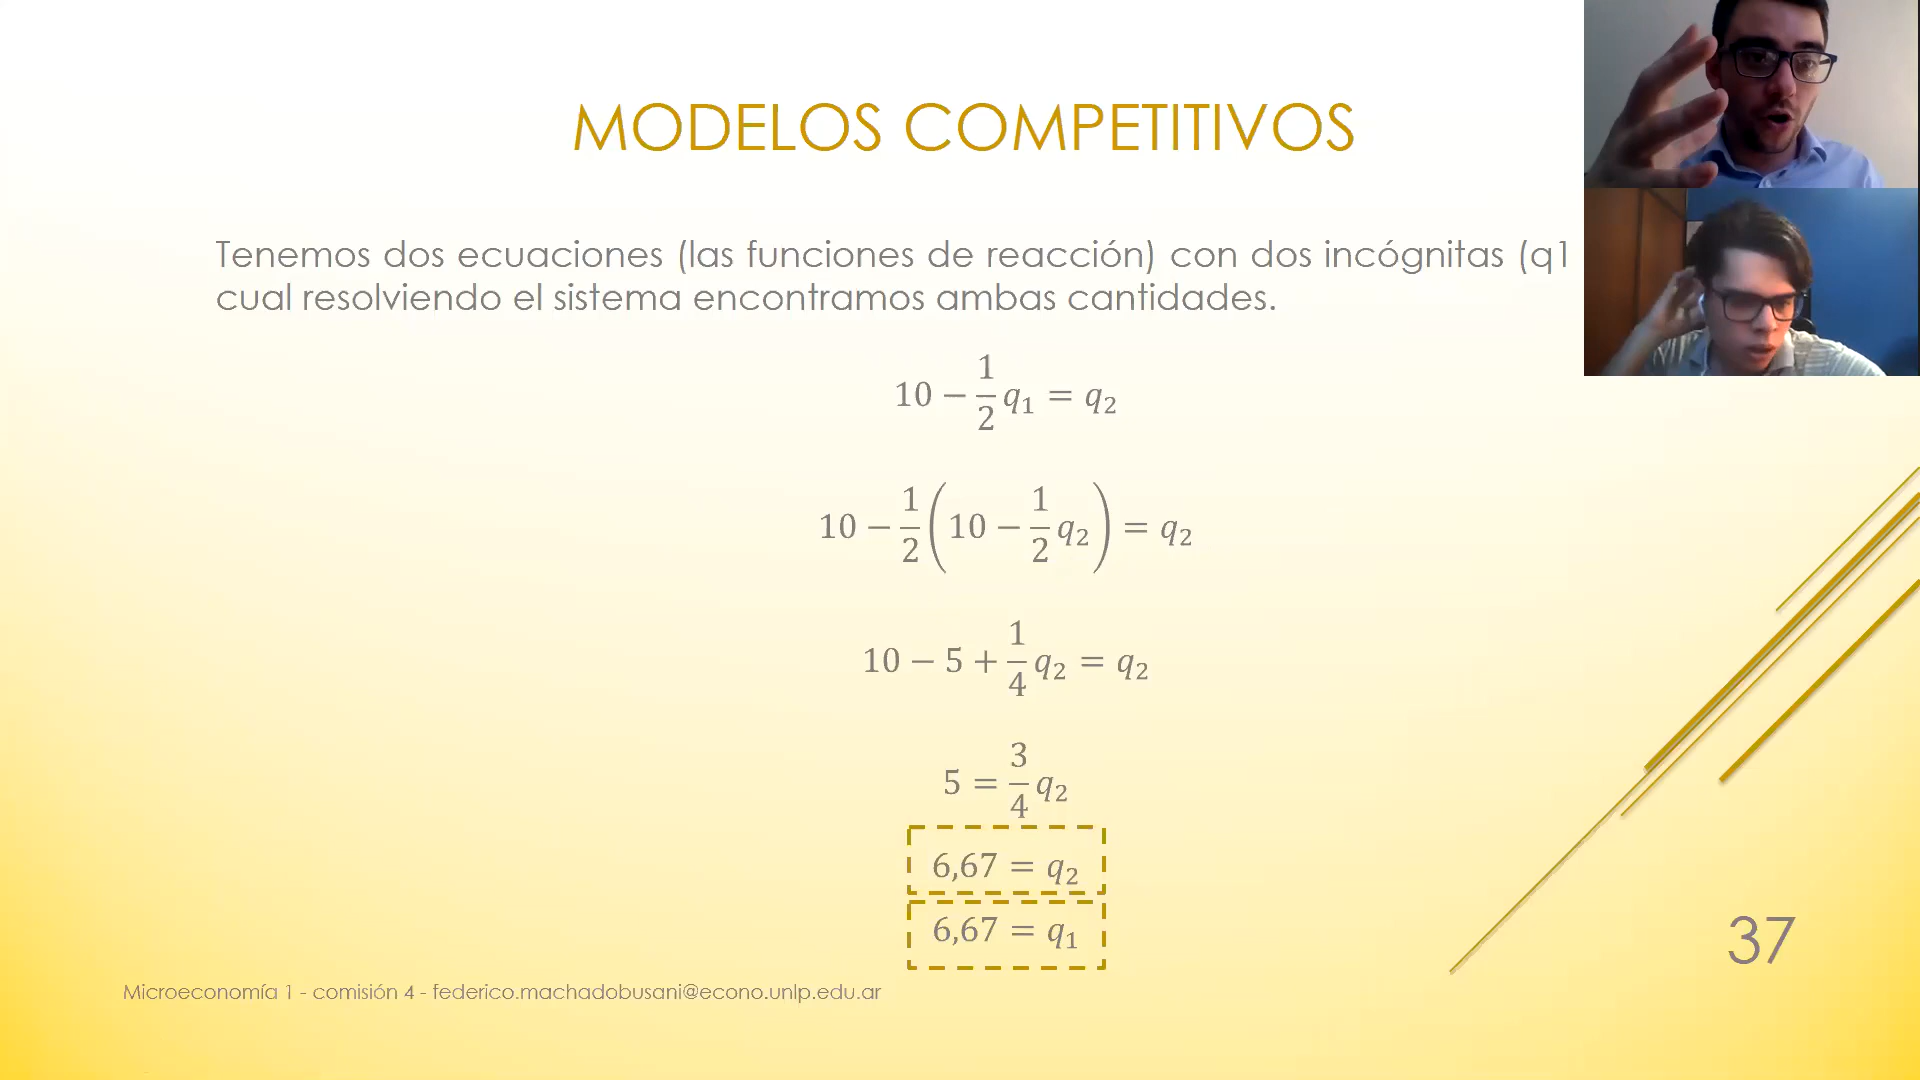 MODELOS COMPETITIVOS
Tenemos dos ecuaciones (las funciones de reacción) con dos incógnitas (q1
cual resolviendo el sistema encontramos ambas cantidades.
10 − 1/2 q₁ = q₂
10 − 1/2 (10 − 1/2 q₂) = q₂
10 − 5 + 1/4 q₂ = q₂
5 = 3/4 q₂
6,67 = q₂
6,67 = q₁
37
Microeconomía 1 - comisión 4 - federico.machadobusani@econo.unlp.edu.ar